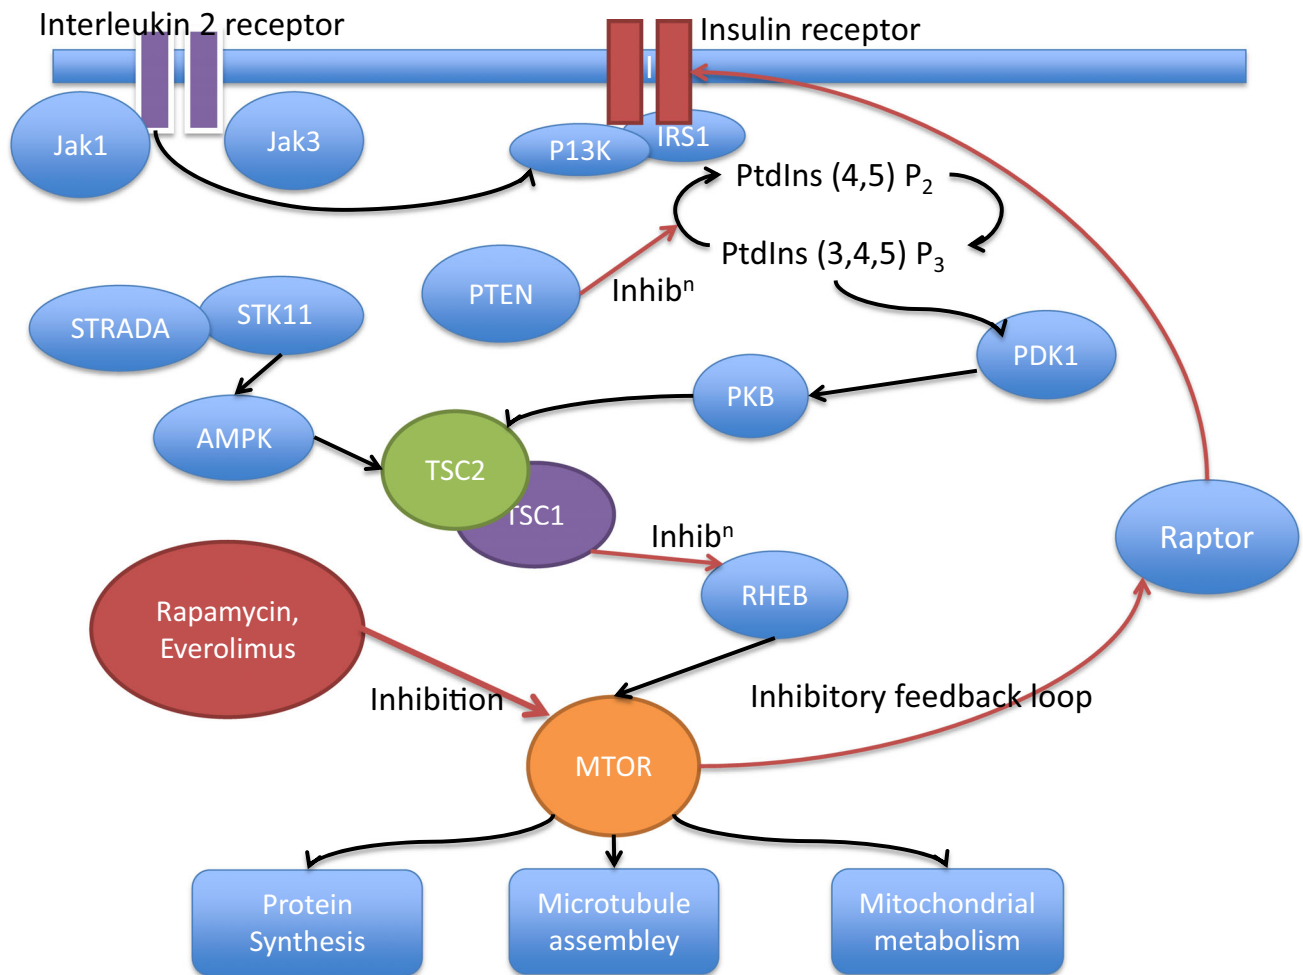 Interleukin 2 receptor
Insulin receptor
I
Jak1
Jak3
P13K
IRS1
PtdIns (4,5) P₂
PtdIns (3,4,5) P₃
PTEN
Inhibⁿ
STRADA
STK11
PDK1
PKB
AMPK
TSC2
TSC1
Inhibⁿ
Raptor
RHEB
Rapamycin,
Everolimus
Inhibition
Inhibitory feedback loop
MTOR
Protein
Synthesis
Microtubule
assembley
Mitochondrial
metabolism